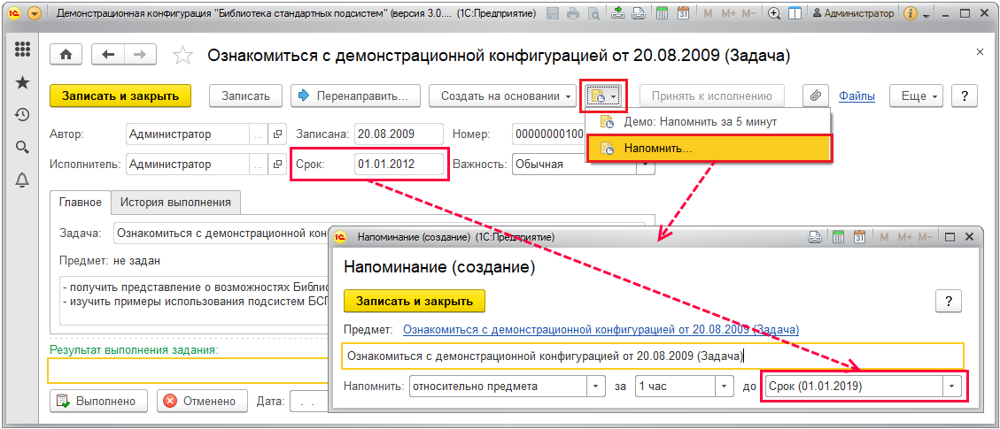 Демонстрационная конфигурация "Библиотека стандартных подсистем" (версия 3.0.... (1С:Предприятие) M M+ M- Администратор
Ознакомиться с демонстрационной конфигурацией от 20.08.2009 (Задача)
Записать и закрыть Записать Перенаправить... Создать на основании Принять к исполнению Файлы Еще ?
Демо: Напомнить за 5 минут
Напомнить...
Автор: Администратор ... Записана: 20.08.2009 Номер: 00000000100
Исполнитель: Администратор ... Срок: 01.01.2012 Важность: Обычная
Главное История выполнения
Задача: Ознакомиться с демонстрационной кон
Предмет: не задан
- получить представление о возможностях Библио
- изучить примеры использования подсистем БСП
Результат выполнения задания:
Выполнено Отменено Дата: . .
1С Напоминание (создание) (1С:Предприятие) 31 M M+ M-
Напоминание (создание)
Записать и закрыть ?
Предмет: Ознакомиться с демонстрационной конфигурацией от 20.08.2009 (Задача)
Ознакомиться с демонстрационной конфигурацией от 20.08.2009 (Задача)
Напомнить: относительно предмета за 1 час до Срок (01.01.2019)